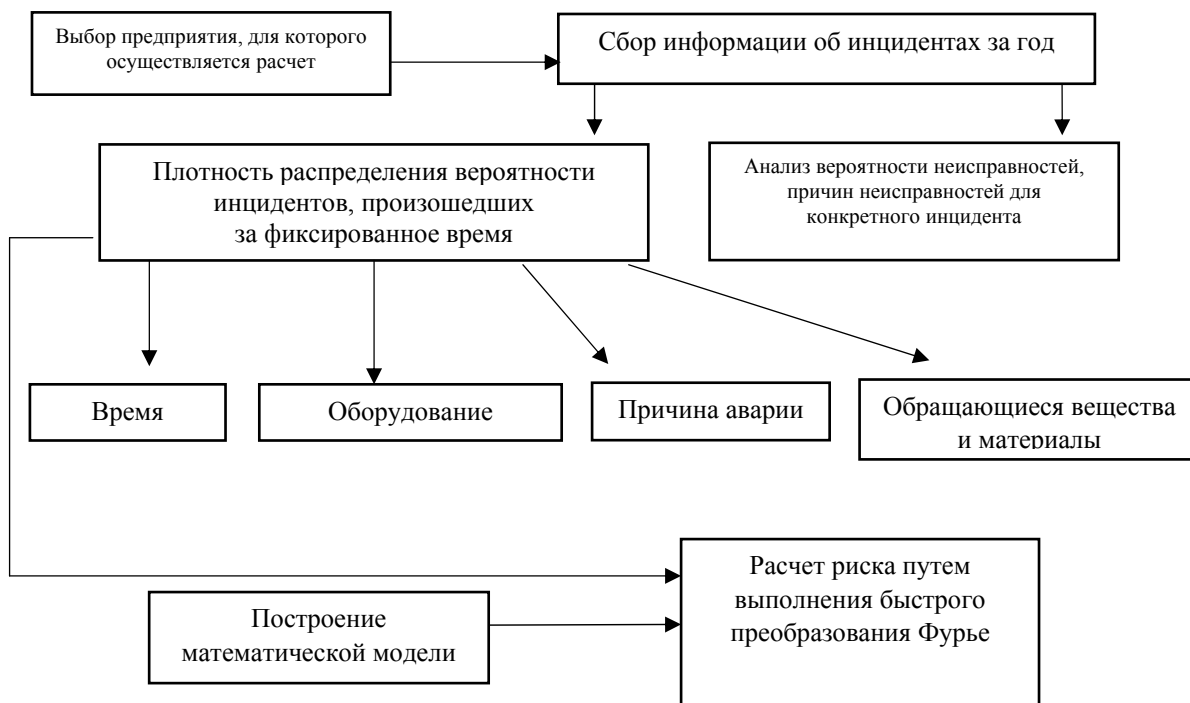 Выбор предприятия, для которого
осуществляется расчет
Сбор информации об инцидентах за год
Плотность распределения вероятности
инцидентов, произошедших
за фиксированное время
Анализ вероятности неисправностей,
причин неисправностей для
конкретного инцидента
Время
Оборудование
Причина аварии
Обращающиеся вещества
и материалы
Построение
математической модели
Расчет риска путем
выполнения быстрого
преобразования Фурье